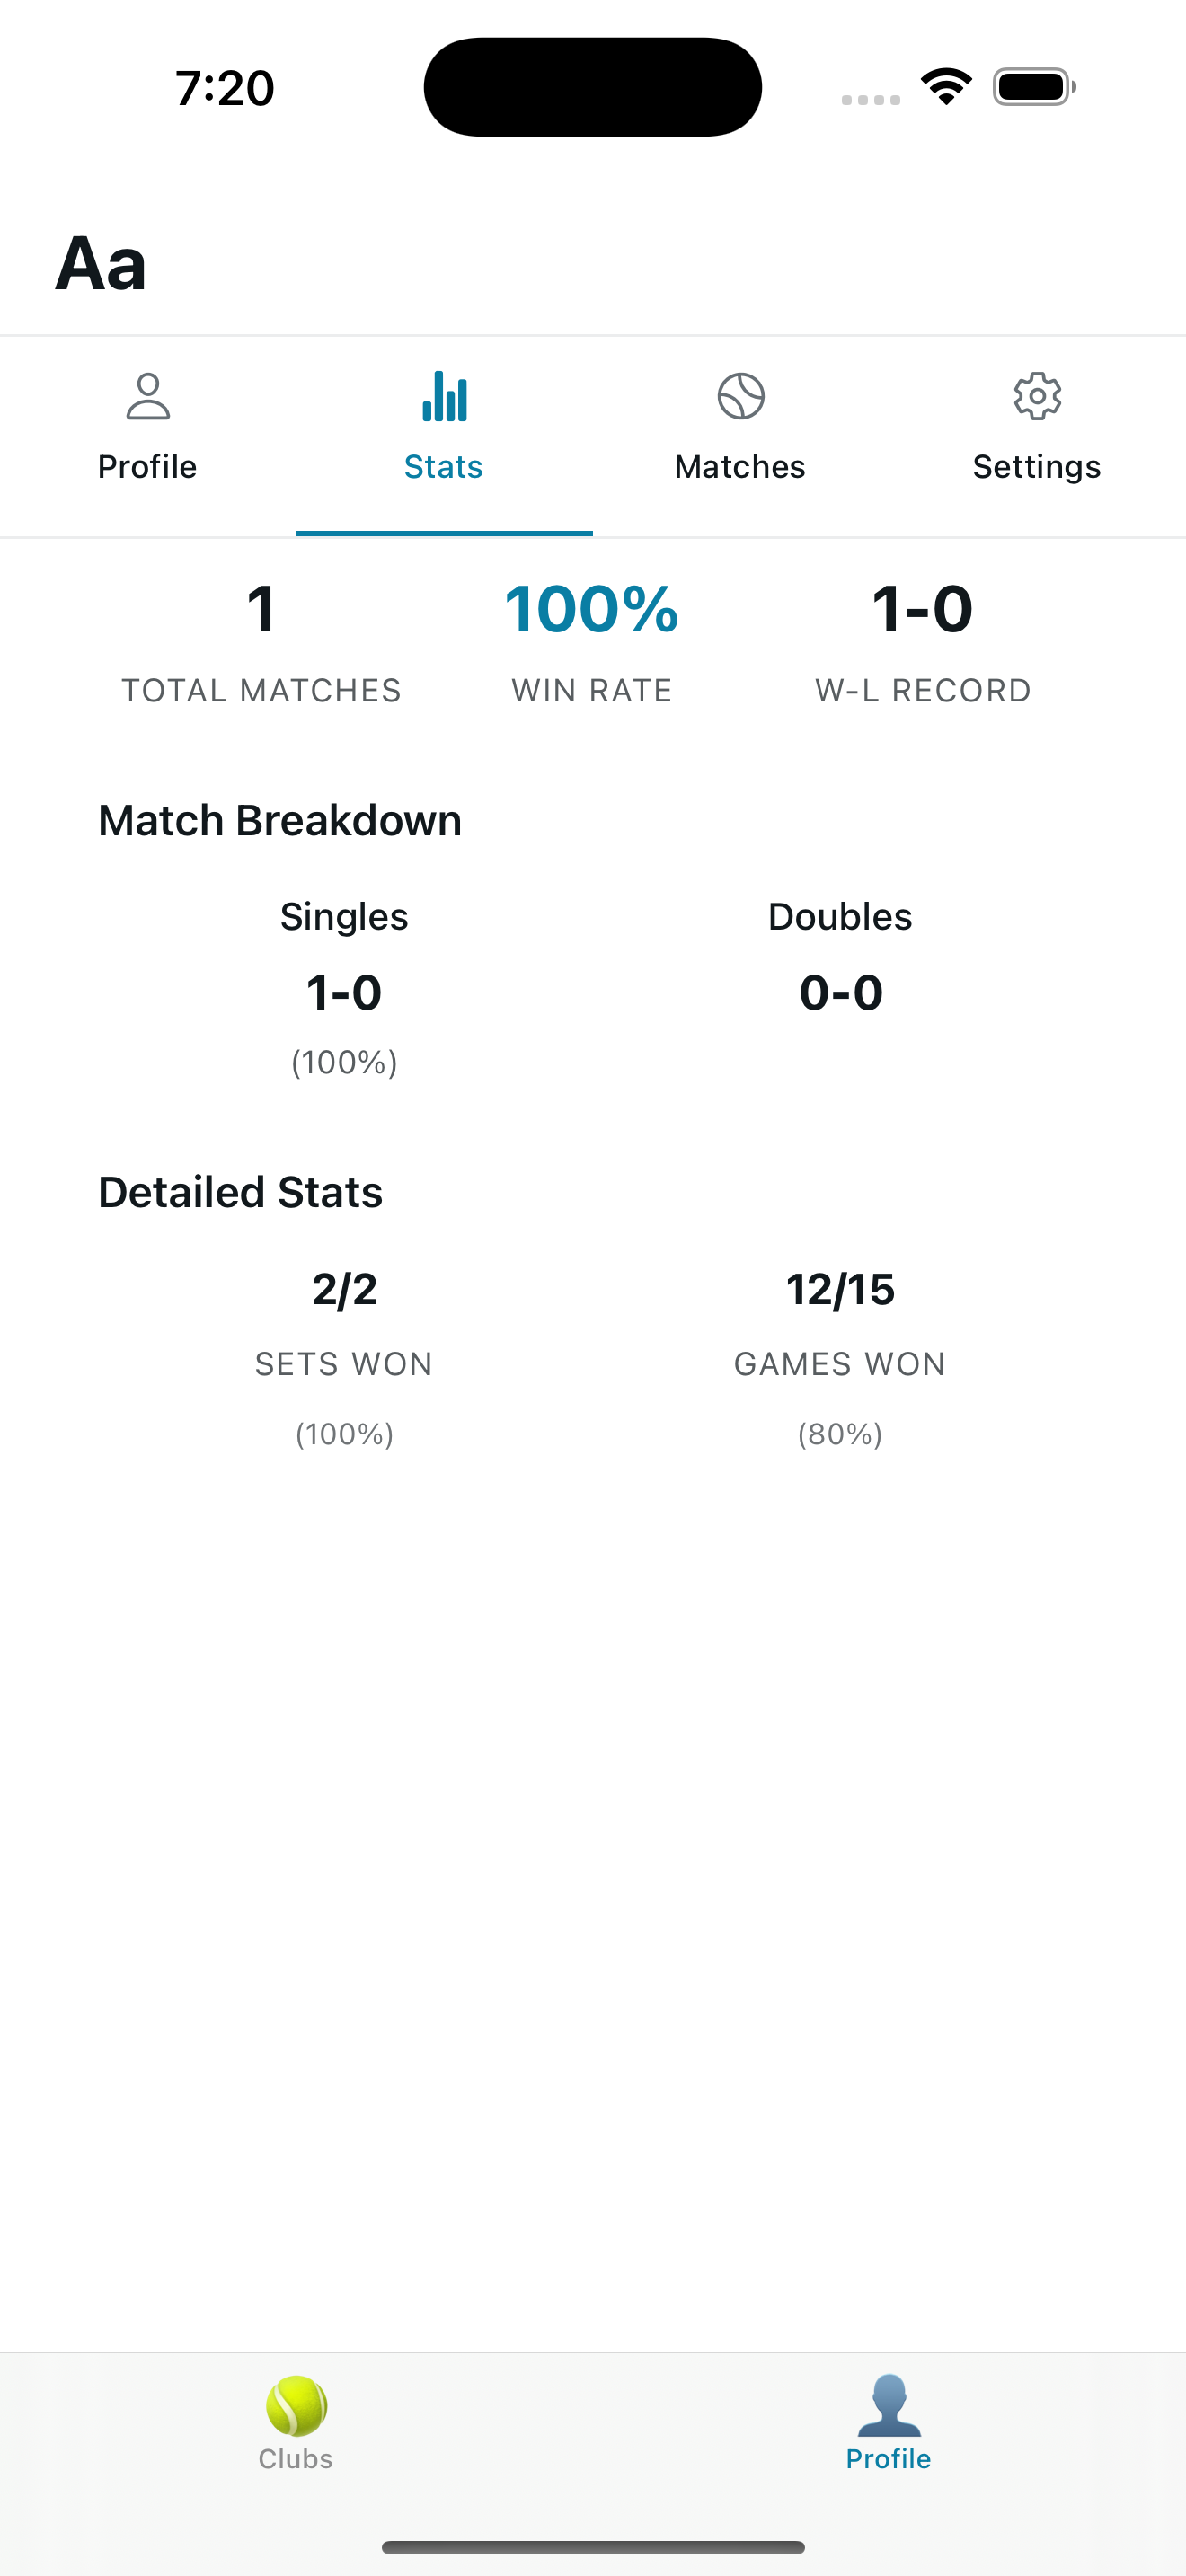 7:20
Aa
Profile Stats Matches Settings
1 100% 1-0
TOTAL MATCHES WIN RATE W-L RECORD
Match Breakdown
Singles Doubles
1-0 0-0
(100%)
Detailed Stats
2/2 12/15
SETS WON GAMES WON
(100%) (80%)
Clubs Profile